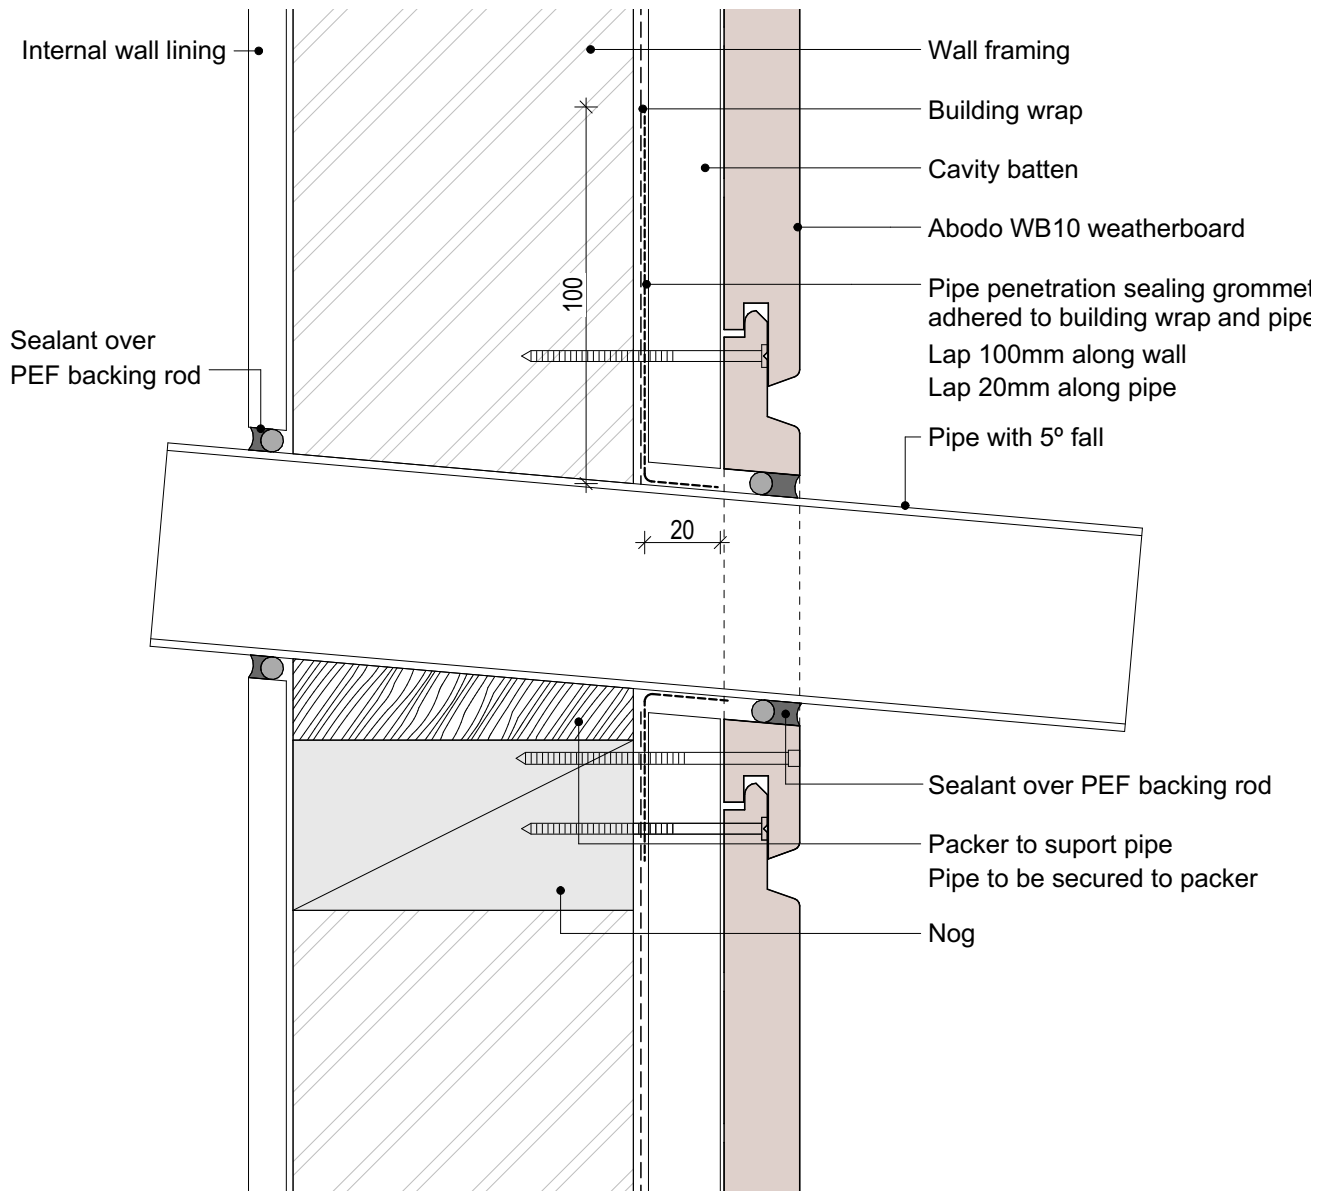 Internal wall lining
Wall framing
Building wrap
Cavity batten
Abodo WB10 weatherboard
Pipe penetration sealing grommet
adhered to building wrap and pipe
Lap 100mm along wall
Lap 20mm along pipe
Pipe with 5º fall
Sealant over
PEF backing rod
100
20
Sealant over PEF backing rod
Packer to suport pipe
Pipe to be secured to packer
Nog